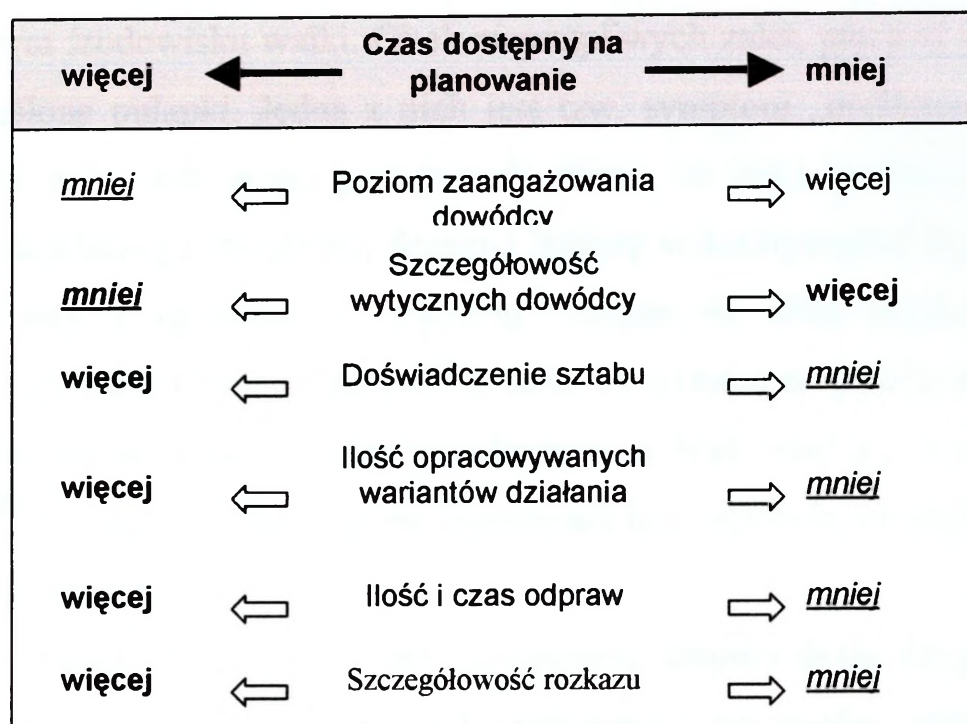 więcej Czas dostępny na planowanie mniej
mniej Poziom zaangażowania dowódcy więcej
mniej Szczegółowość wytycznych dowódcy więcej
więcej Doświadczenie sztabu mniej
więcej Ilość opracowywanych wariantów działania mniej
więcej Ilość i czas odpraw mniej
więcej Szczegółowość rozkazu mniej